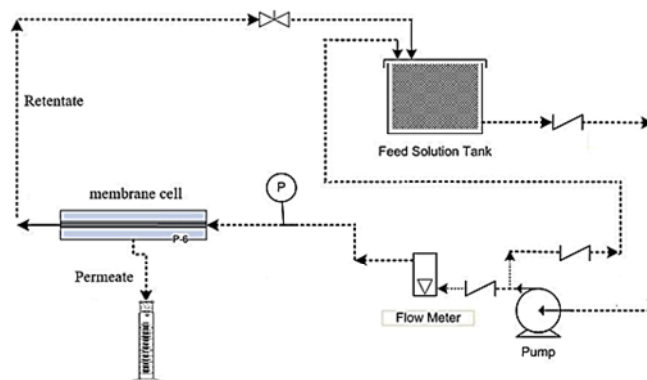 Retentate
Feed Solution Tank
membrane cell
P
P-6
Permeate
Flow Meter
Pump